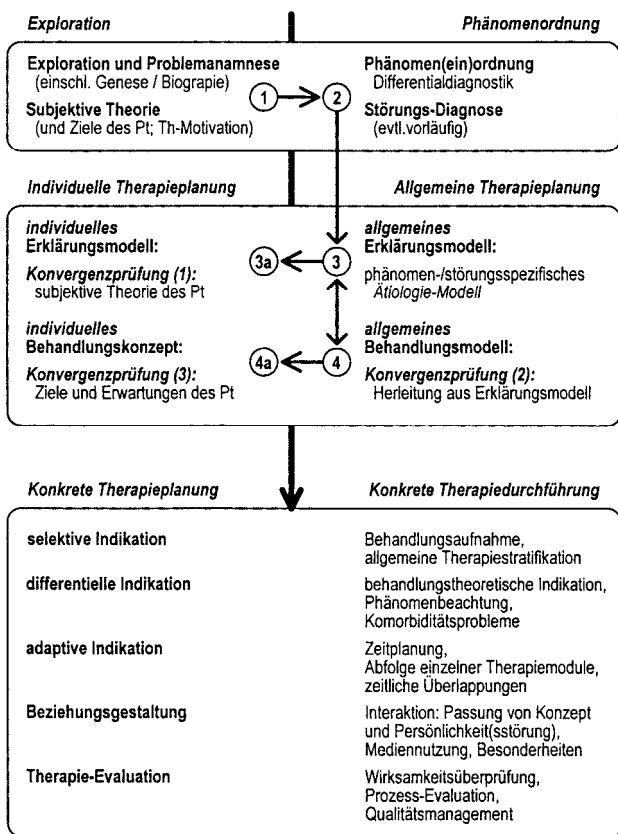 Exploration
Phänomenordnung
Exploration und Problemanamnese
(einschl. Genese / Biograpie)
Subjektive Theorie
(und Ziele des Pt; Th-Motivation)
1
2
Phänomen(ein)ordnung
Differentialdiagnostik
Störungs-Diagnose
(evtl.vorläufig)
Individuelle Therapieplanung
Allgemeine Therapieplanung
individuelles
Erklärungsmodell:
Konvergenzprüfung (1):
subjektive Theorie des Pt
3a
3
allgemeines
Erklärungsmodell:
phänomen-/störungsspezifisches
Ätiologie-Modell
individuelles
Behandlungskonzept:
Konvergenzprüfung (3):
Ziele und Erwartungen des Pt
4a
4
allgemeines
Behandlungsmodell:
Konvergenzprüfung (2):
Herleitung aus Erklärungsmodell
Konkrete Therapieplanung
Konkrete Therapiedurchführung
selektive Indikation
Behandlungsaufnahme,
allgemeine Therapiestratifikation
differentielle Indikation
behandlungstheoretische Indikation,
Phänomenbeachtung,
Komorbiditätsprobleme
adaptive Indikation
Zeitplanung,
Abfolge einzelner Therapiemodule,
zeitliche Überlappungen
Beziehungsgestaltung
Interaktion: Passung von Konzept
und Persönlichkeit(sstörung),
Mediennutzung, Besonderheiten
Therapie-Evaluation
Wirksamkeitsüberprüfung,
Prozess-Evaluation,
Qualitätsmanagement